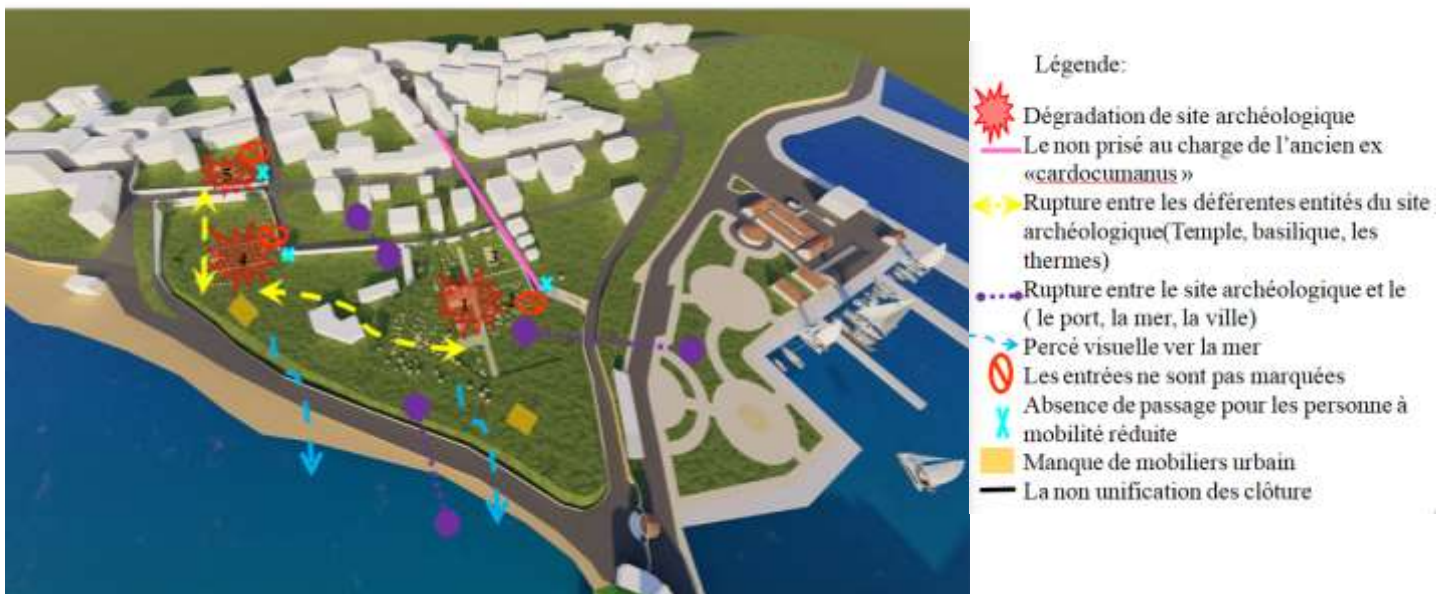 Légende:
Dégradation de site archéologique
Le non prisé au charge de l’ancien ex
«cardocumanus »
Rupture entre les déférentes entités du site
archéologique(Temple, basilique, les
thermes)
Rupture entre le site archéologique et le
( le port, la mer, la ville)
Percé visuelle ver la mer
Les entrées ne sont pas marquées
Absence de passage pour les personne à
mobilité réduite
Manque de mobiliers urbain
La non unification des clôture
5
3
1